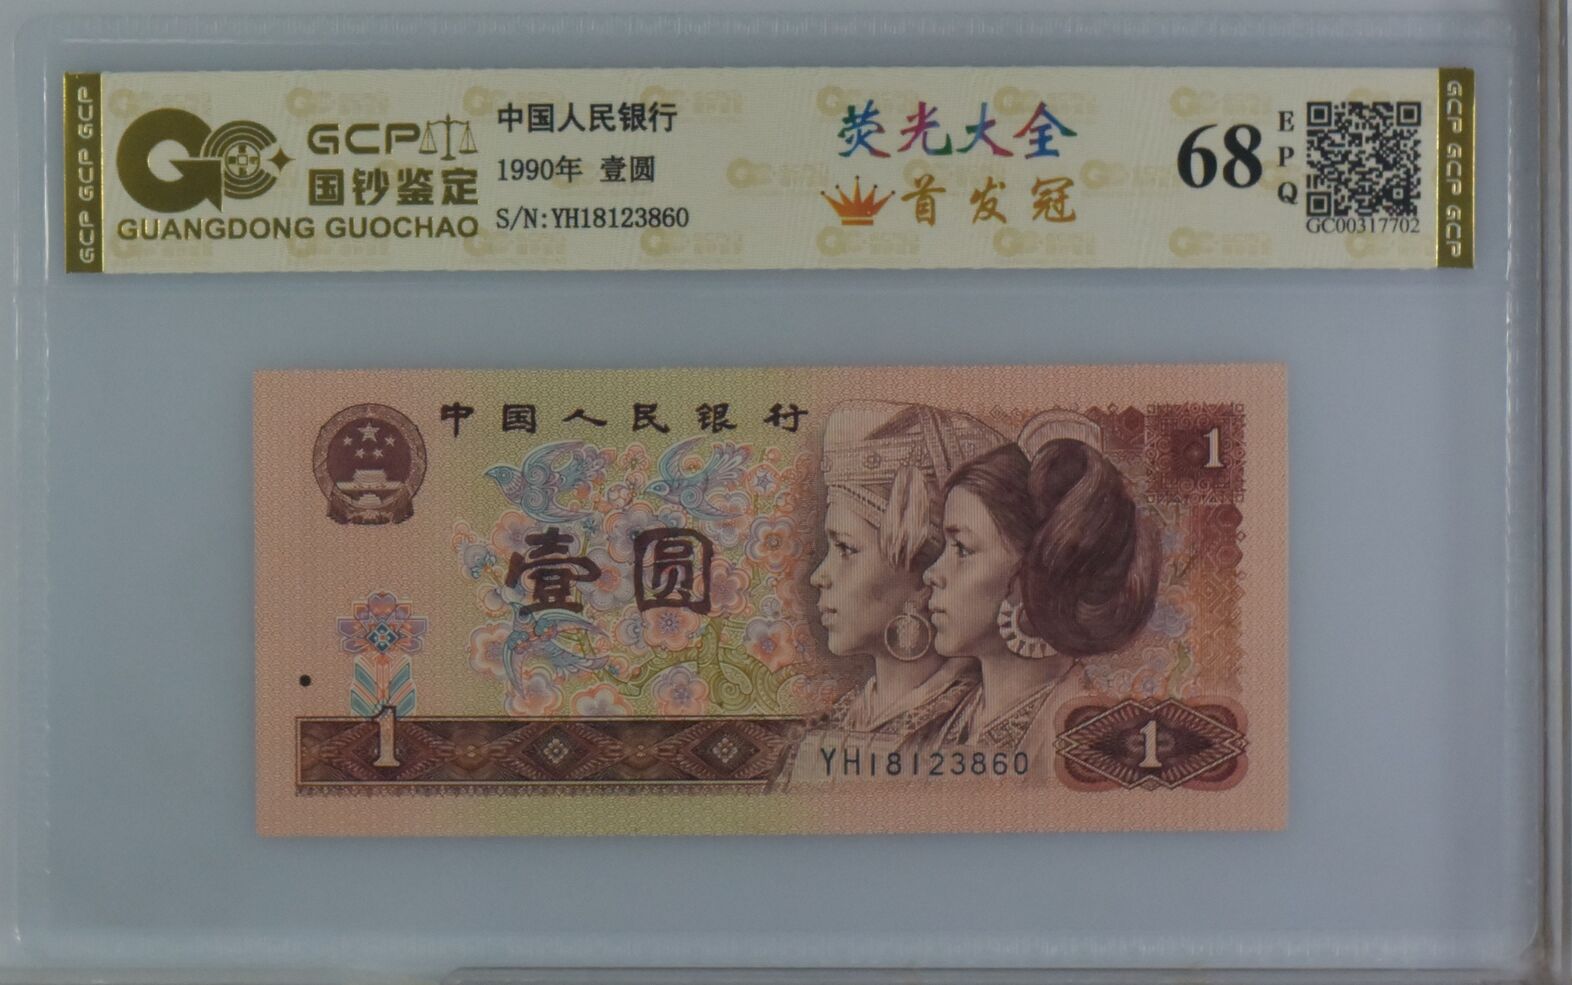 GCP GCP GCP
GCP
国钞鉴定
GUANGDONG GUOCHAO
中国人民银行
1990年 壹圆
S/N:YH18123860
荧光大全
首发冠
68
EPQ
GC00317702
GCP GCP GCP
中国人民银行
1
壹圆
1
YH18123860
1